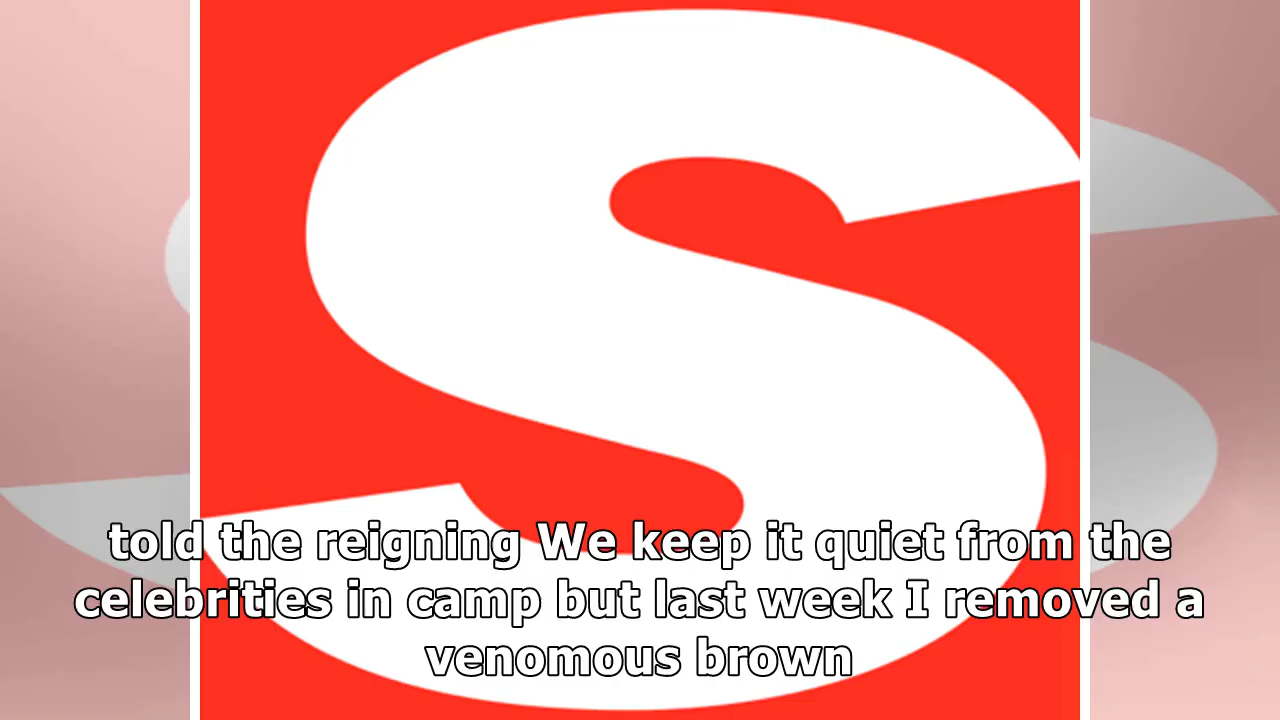 S
told the reigning We keep it quiet from the
celebrities in camp but last week I removed a
venomous brown